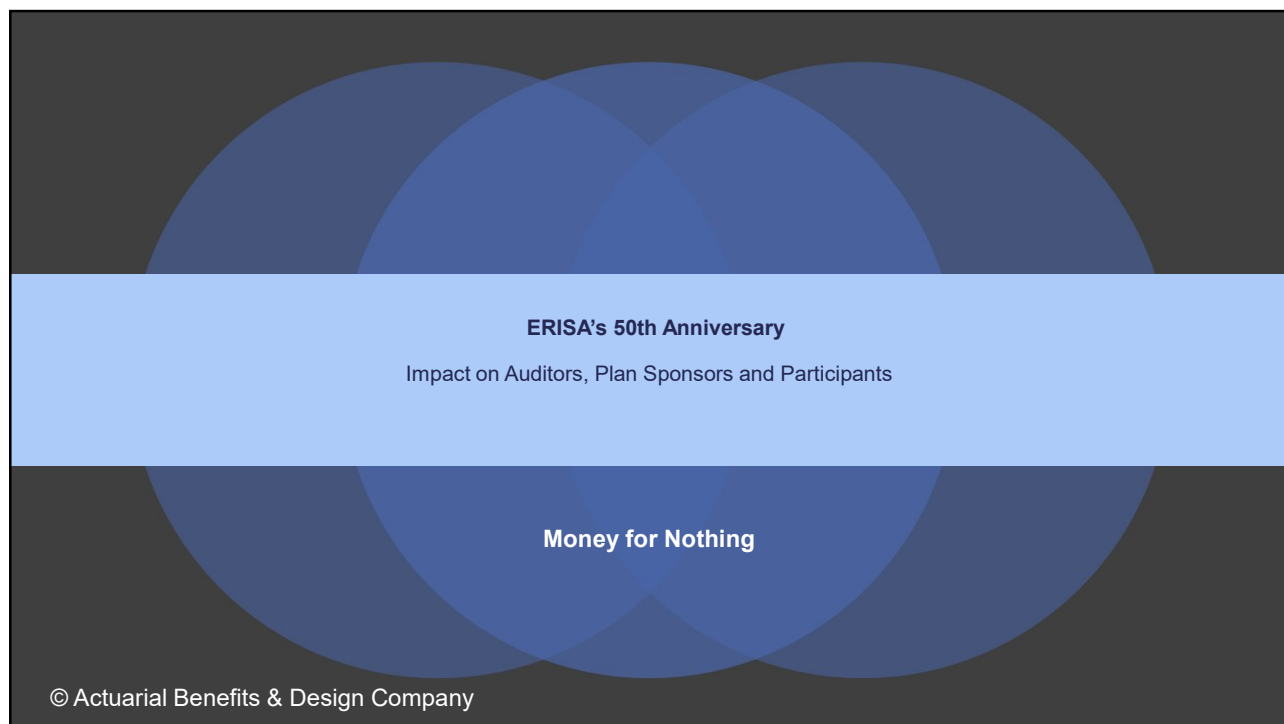 ERISA’s 50th Anniversary
Impact on Auditors, Plan Sponsors and Participants
Money for Nothing
© Actuarial Benefits & Design Company